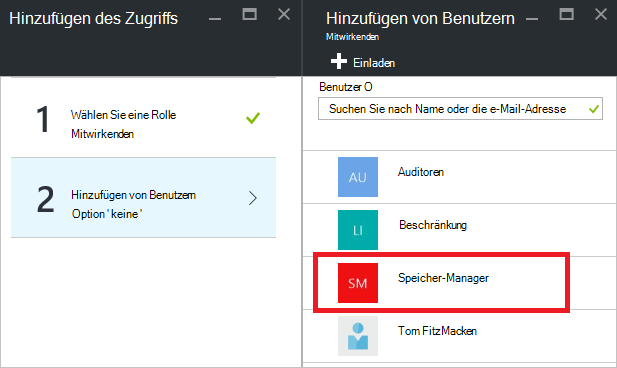 Hinzufügen des Zugriffs
1
Wählen Sie eine Rolle
Mitwirkenden
2
Hinzufügen von Benutzern
Option ' keine '
Hinzufügen von Benutzern
Mitwirkenden
Einladen
Benutzer O
Suchen Sie nach Name oder die e-Mail-Adresse
AU
Auditoren
LI
Beschränkung
SM
Speicher-Manager
Tom FitzMacken